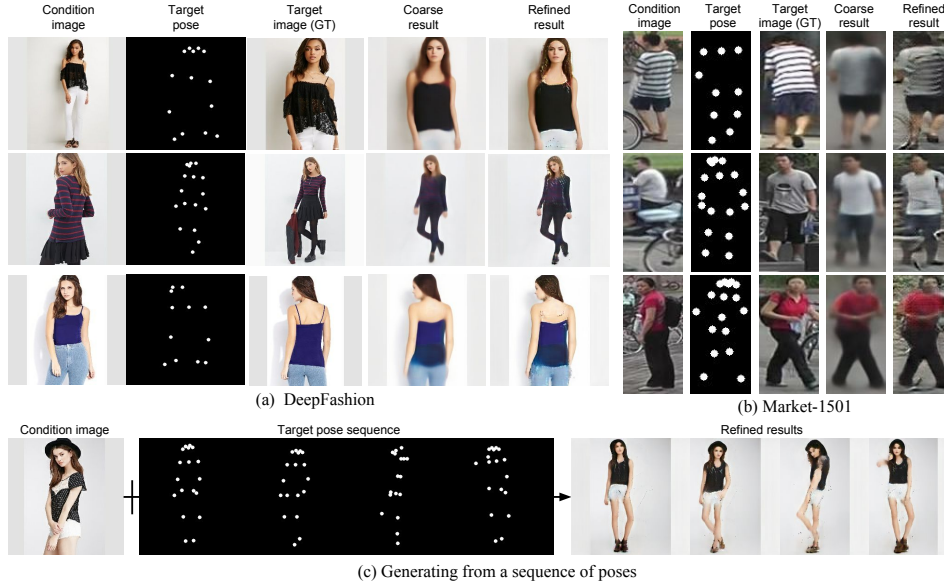 Condition image
Target pose
Target image (GT)
Coarse result
Refined result
Condition image
Target pose
Target image (GT)
Coarse result
Refined result
(a) DeepFashion
(b) Market-1501
Condition image
Target pose sequence
Refined results
(c) Generating from a sequence of poses